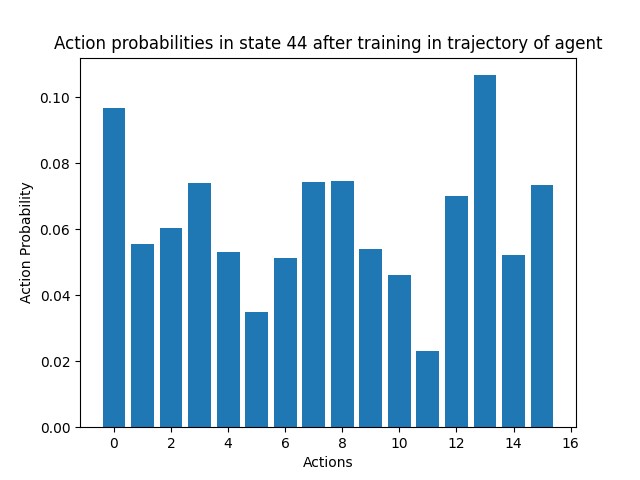 Action probabilities in state 44 after training in trajectory of agent
0.10
0.08
0.06
0.04
0.02
0.00
Action Probability
0 2 4 6 8 10 12 14 16
Actions